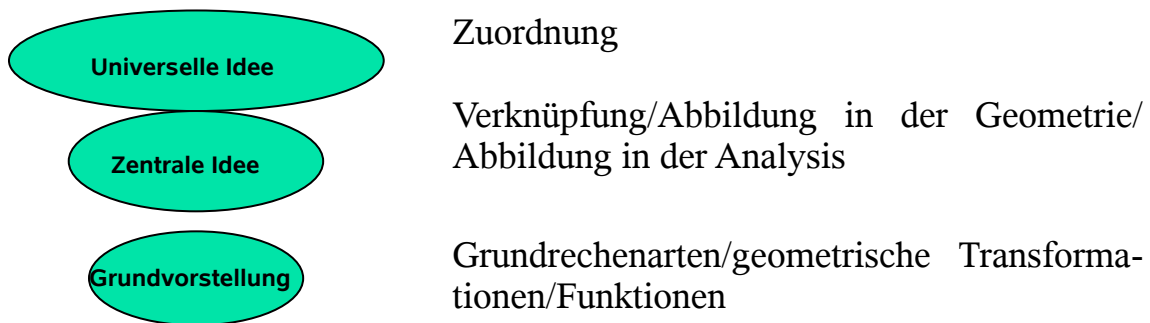 Universelle Idee
Zuordnung
Zentrale Idee
Verknüpfung/Abbildung in der Geometrie/
Abbildung in der Analysis
Grundvorstellung
Grundrechenarten/geometrische Transforma-
tionen/Funktionen